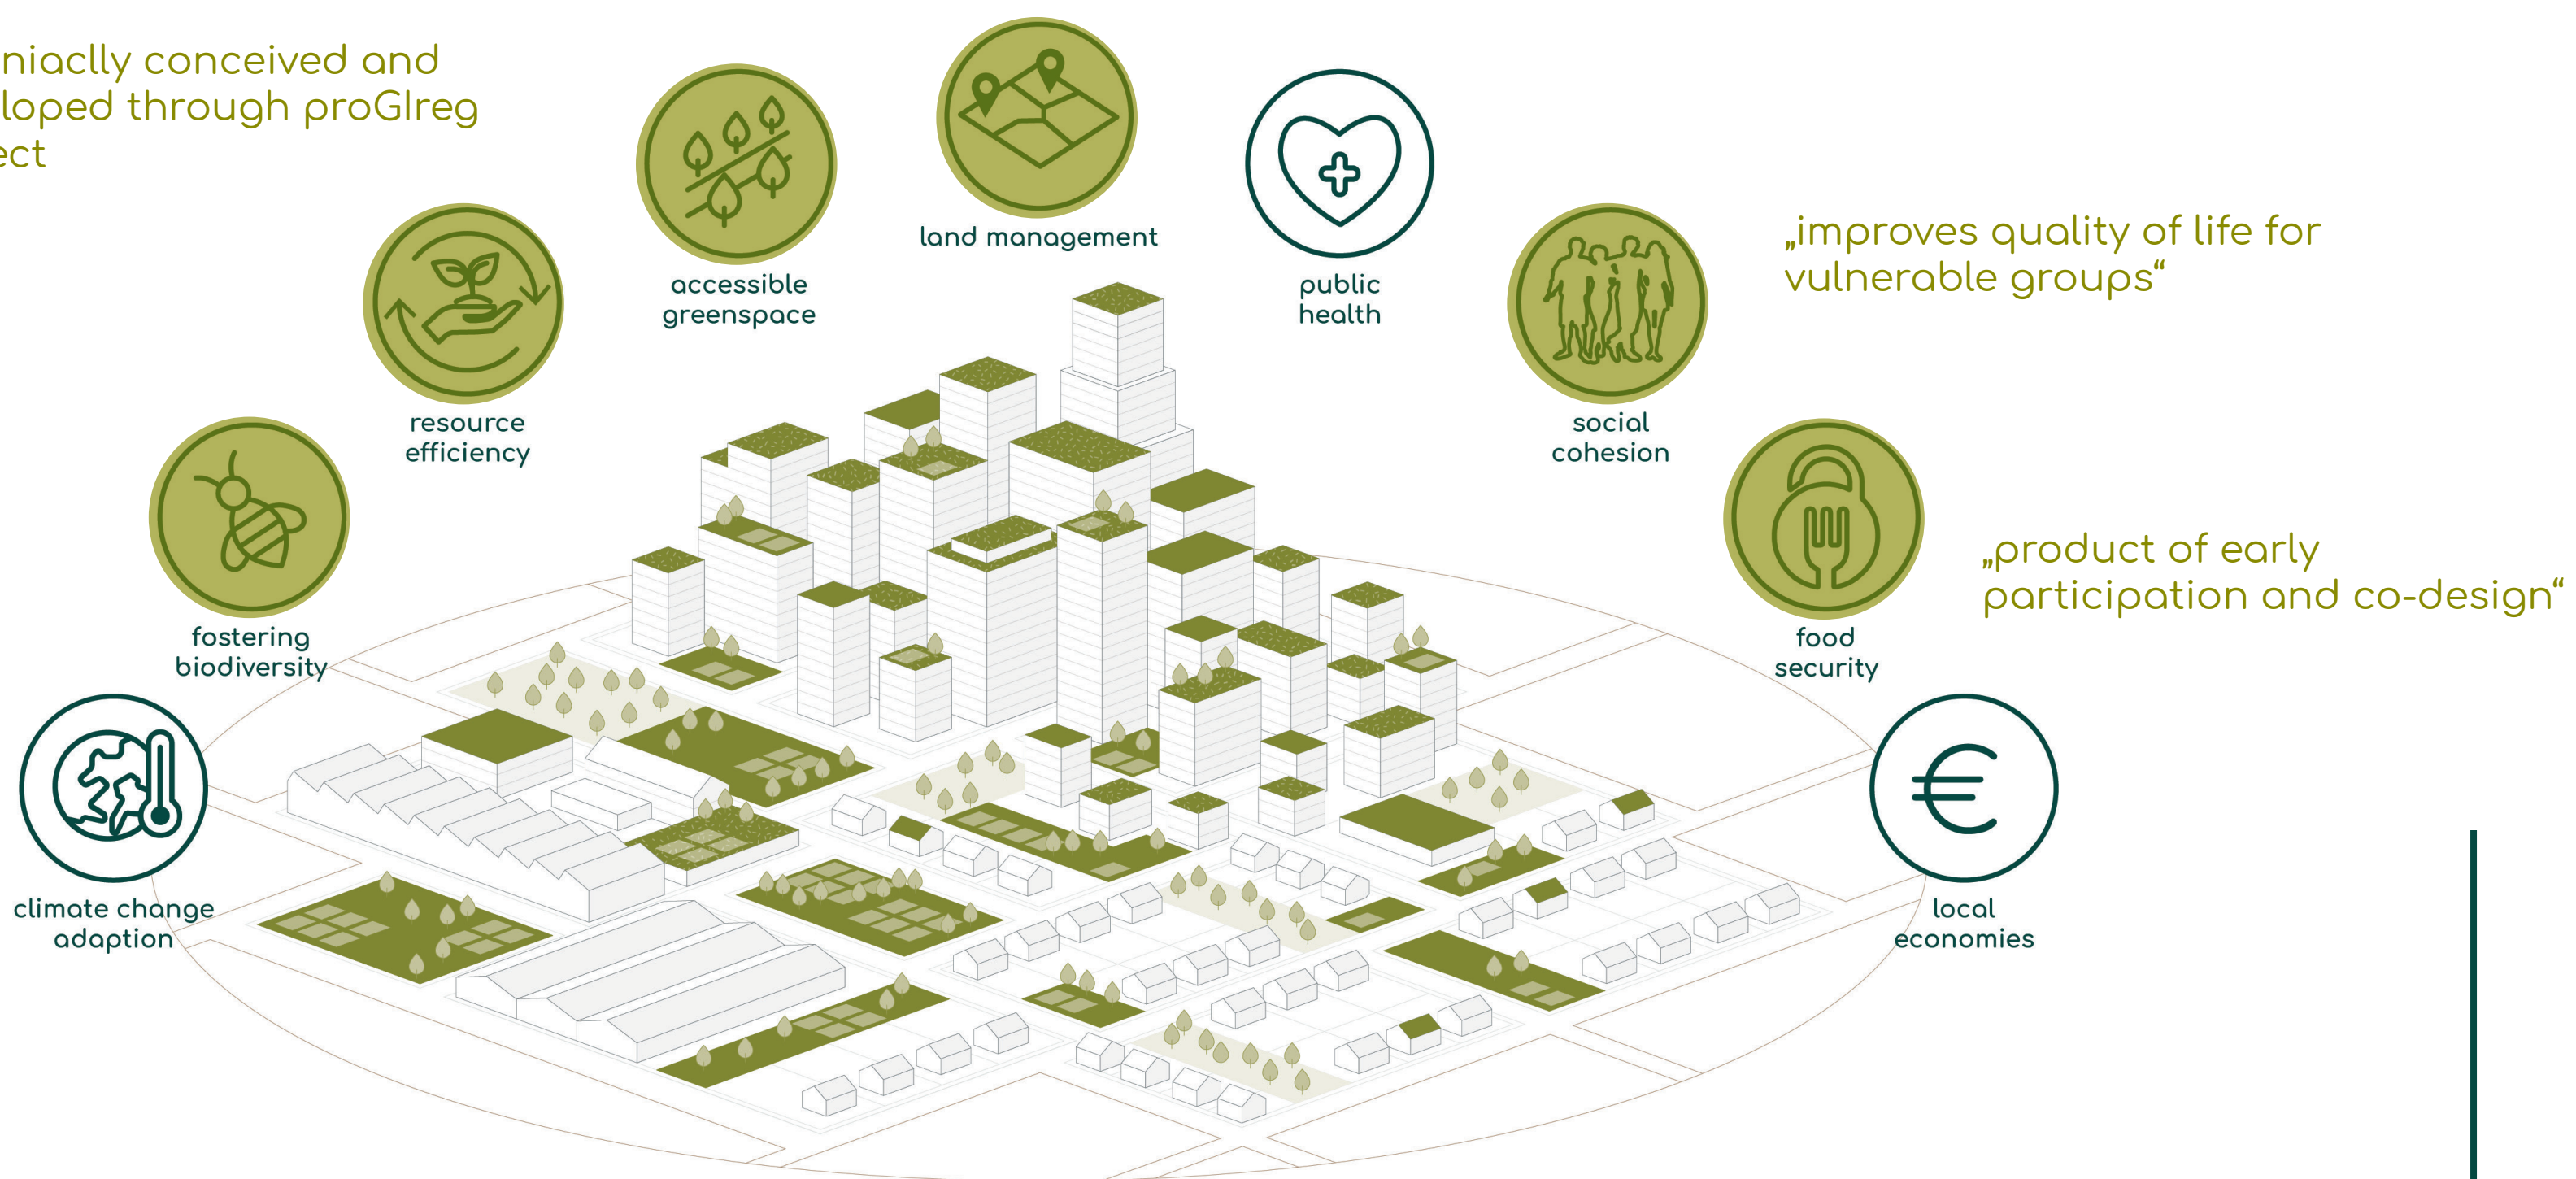 niaclly conceived and
loped through proGIreg
ect
land management
accessible
greenspace
public
health
„improves quality of life for
vulnerable groups“
resource
efficiency
social
cohesion
„product of early
participation and co-design“
fostering
biodiversity
food
security
climate change
adaption
local
economies